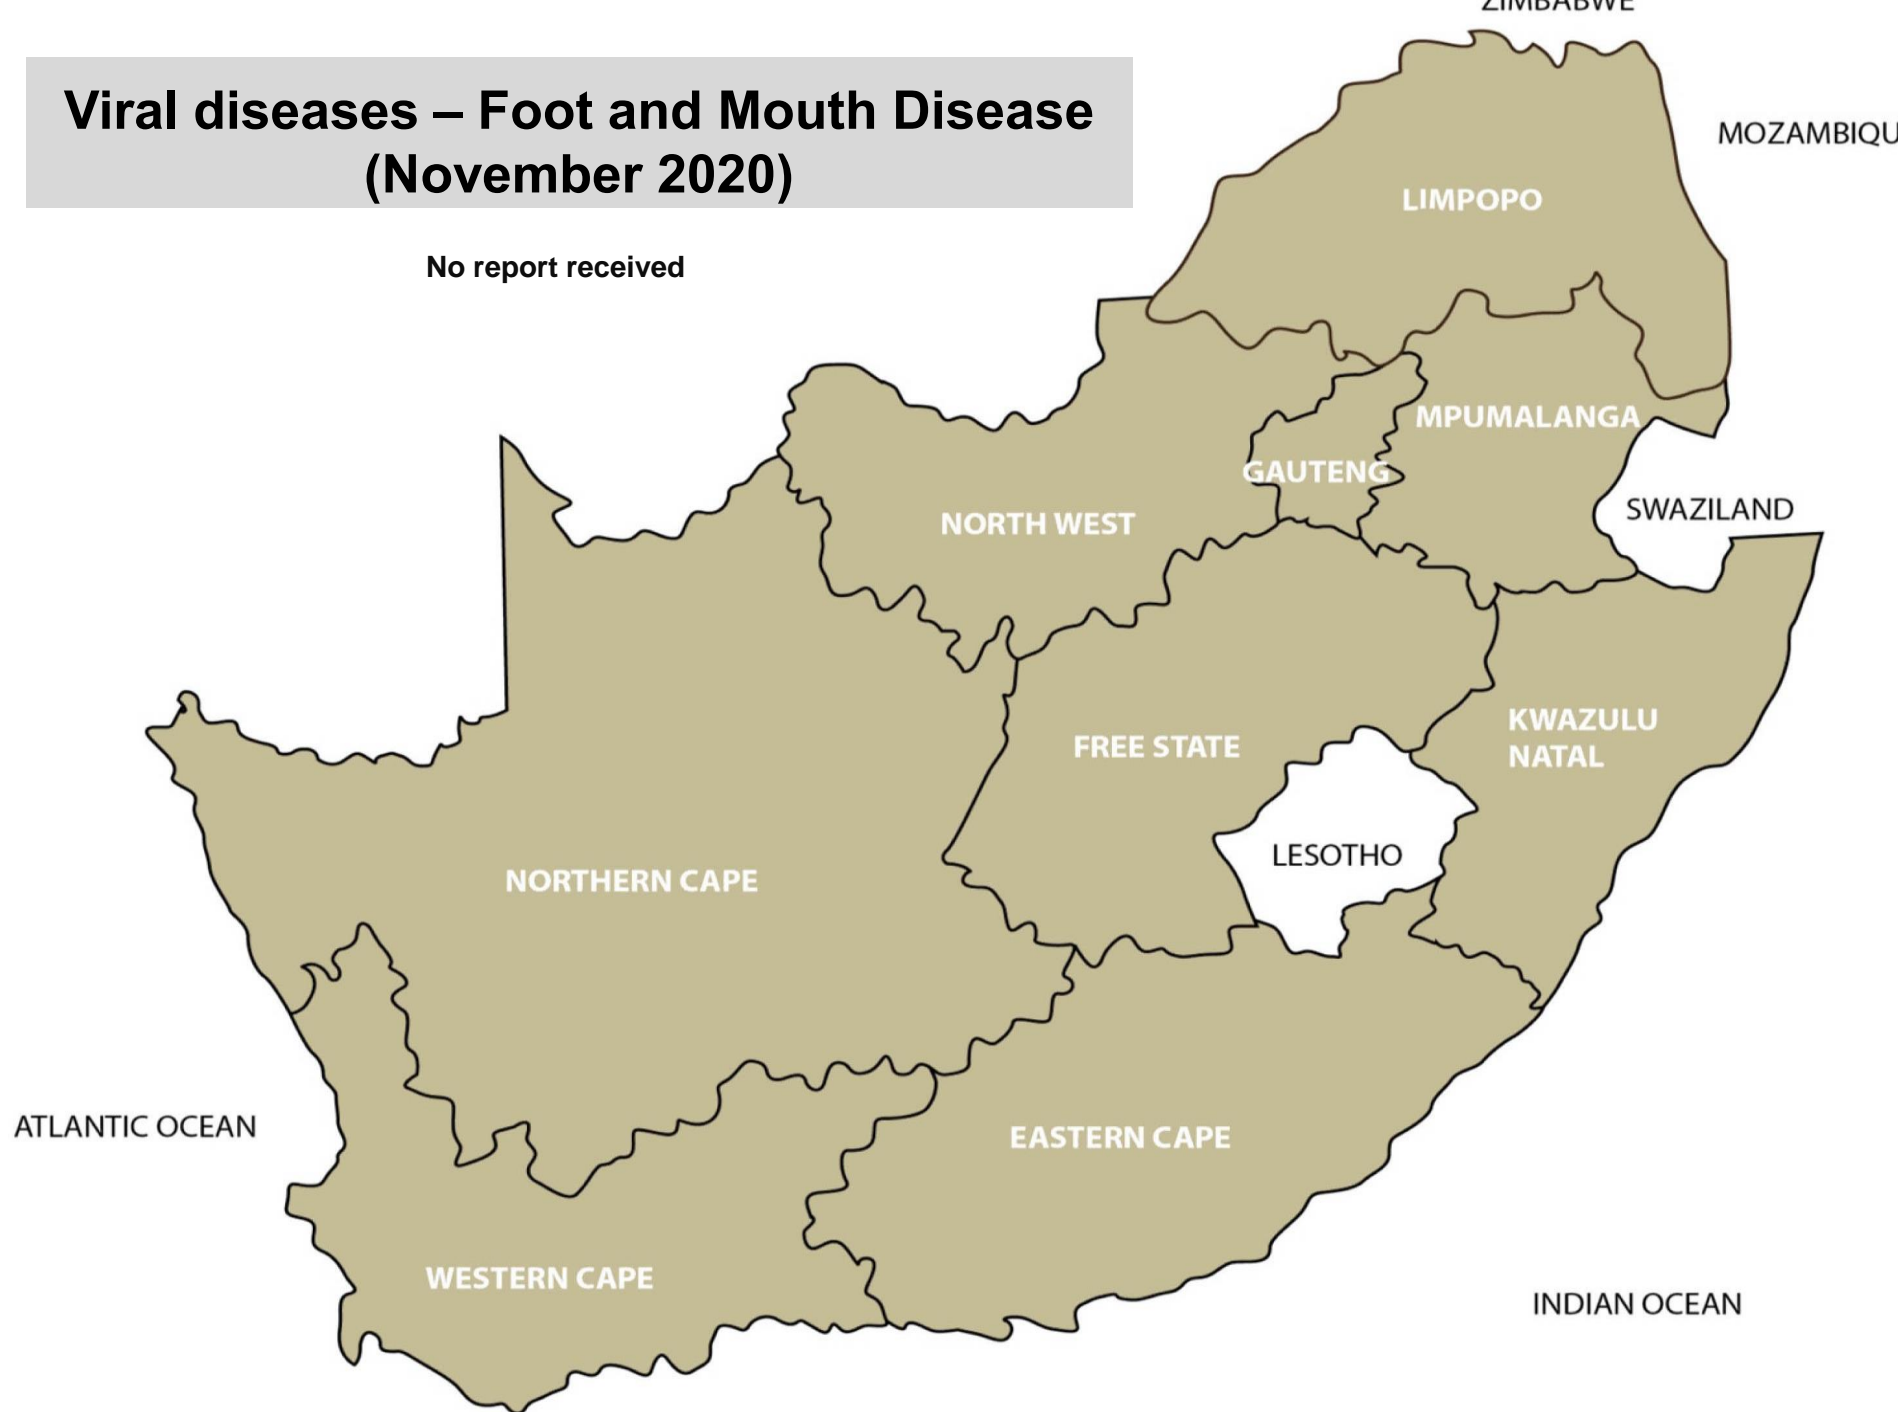 ZIMBABWE
Viral diseases – Foot and Mouth Disease
(November 2020)
MOZAMBIQU
LIMPOPO
No report received
MPUMALANGA
GAUTENG
SWAZILAND
NORTH WEST
KWAZULU
NATAL
FREE STATE
LESOTHO
NORTHERN CAPE
ATLANTIC OCEAN
EASTERN CAPE
WESTERN CAPE
INDIAN OCEAN